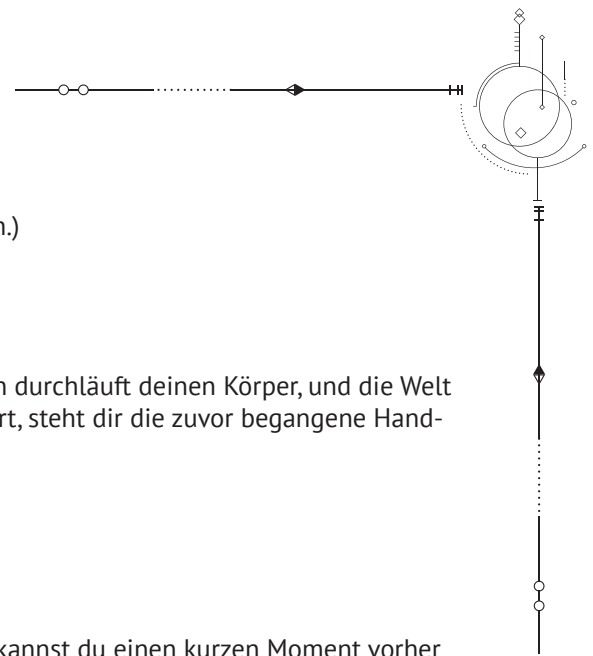 n.)
n durchläuft deinen Körper, und die Welt
rt, steht dir die zuvor begangene Hand-
kannst du einen kurzen Moment vorher